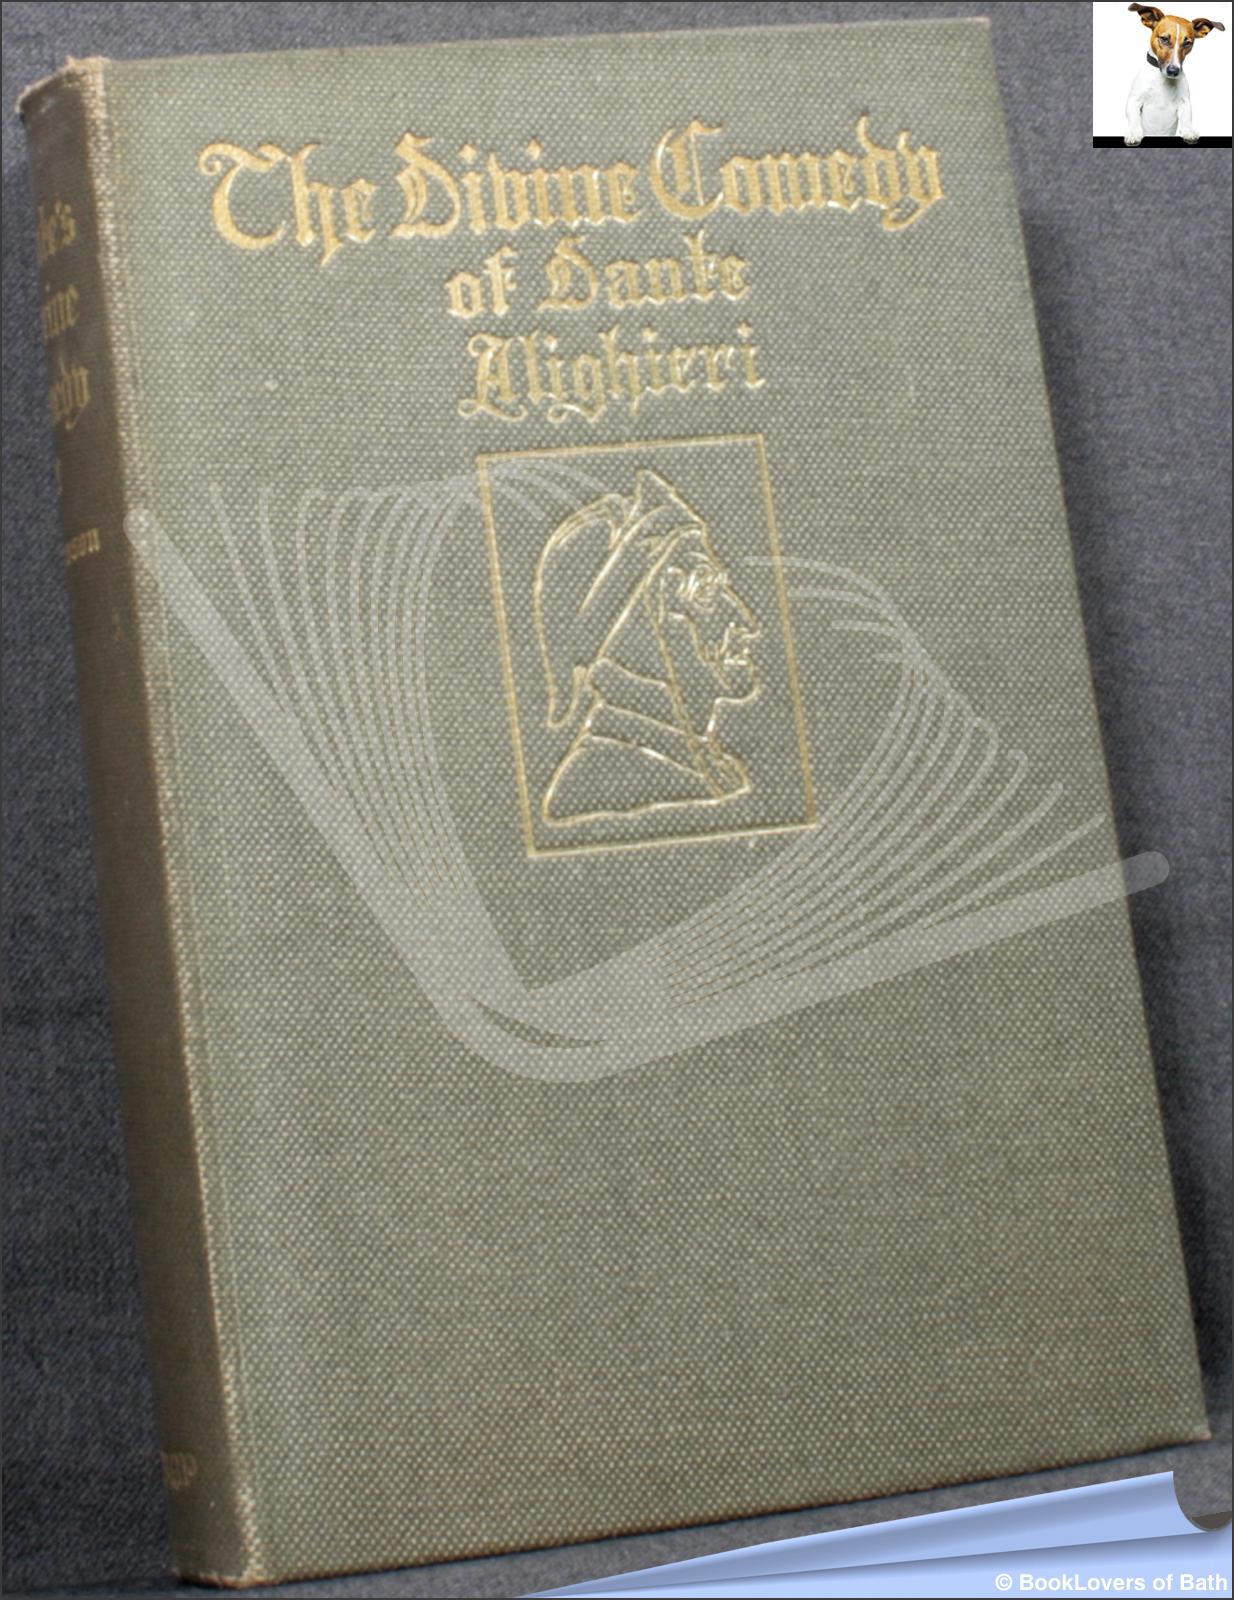 The Divine Comedy
of Dante
Alighieri
© BookLovers of Bath